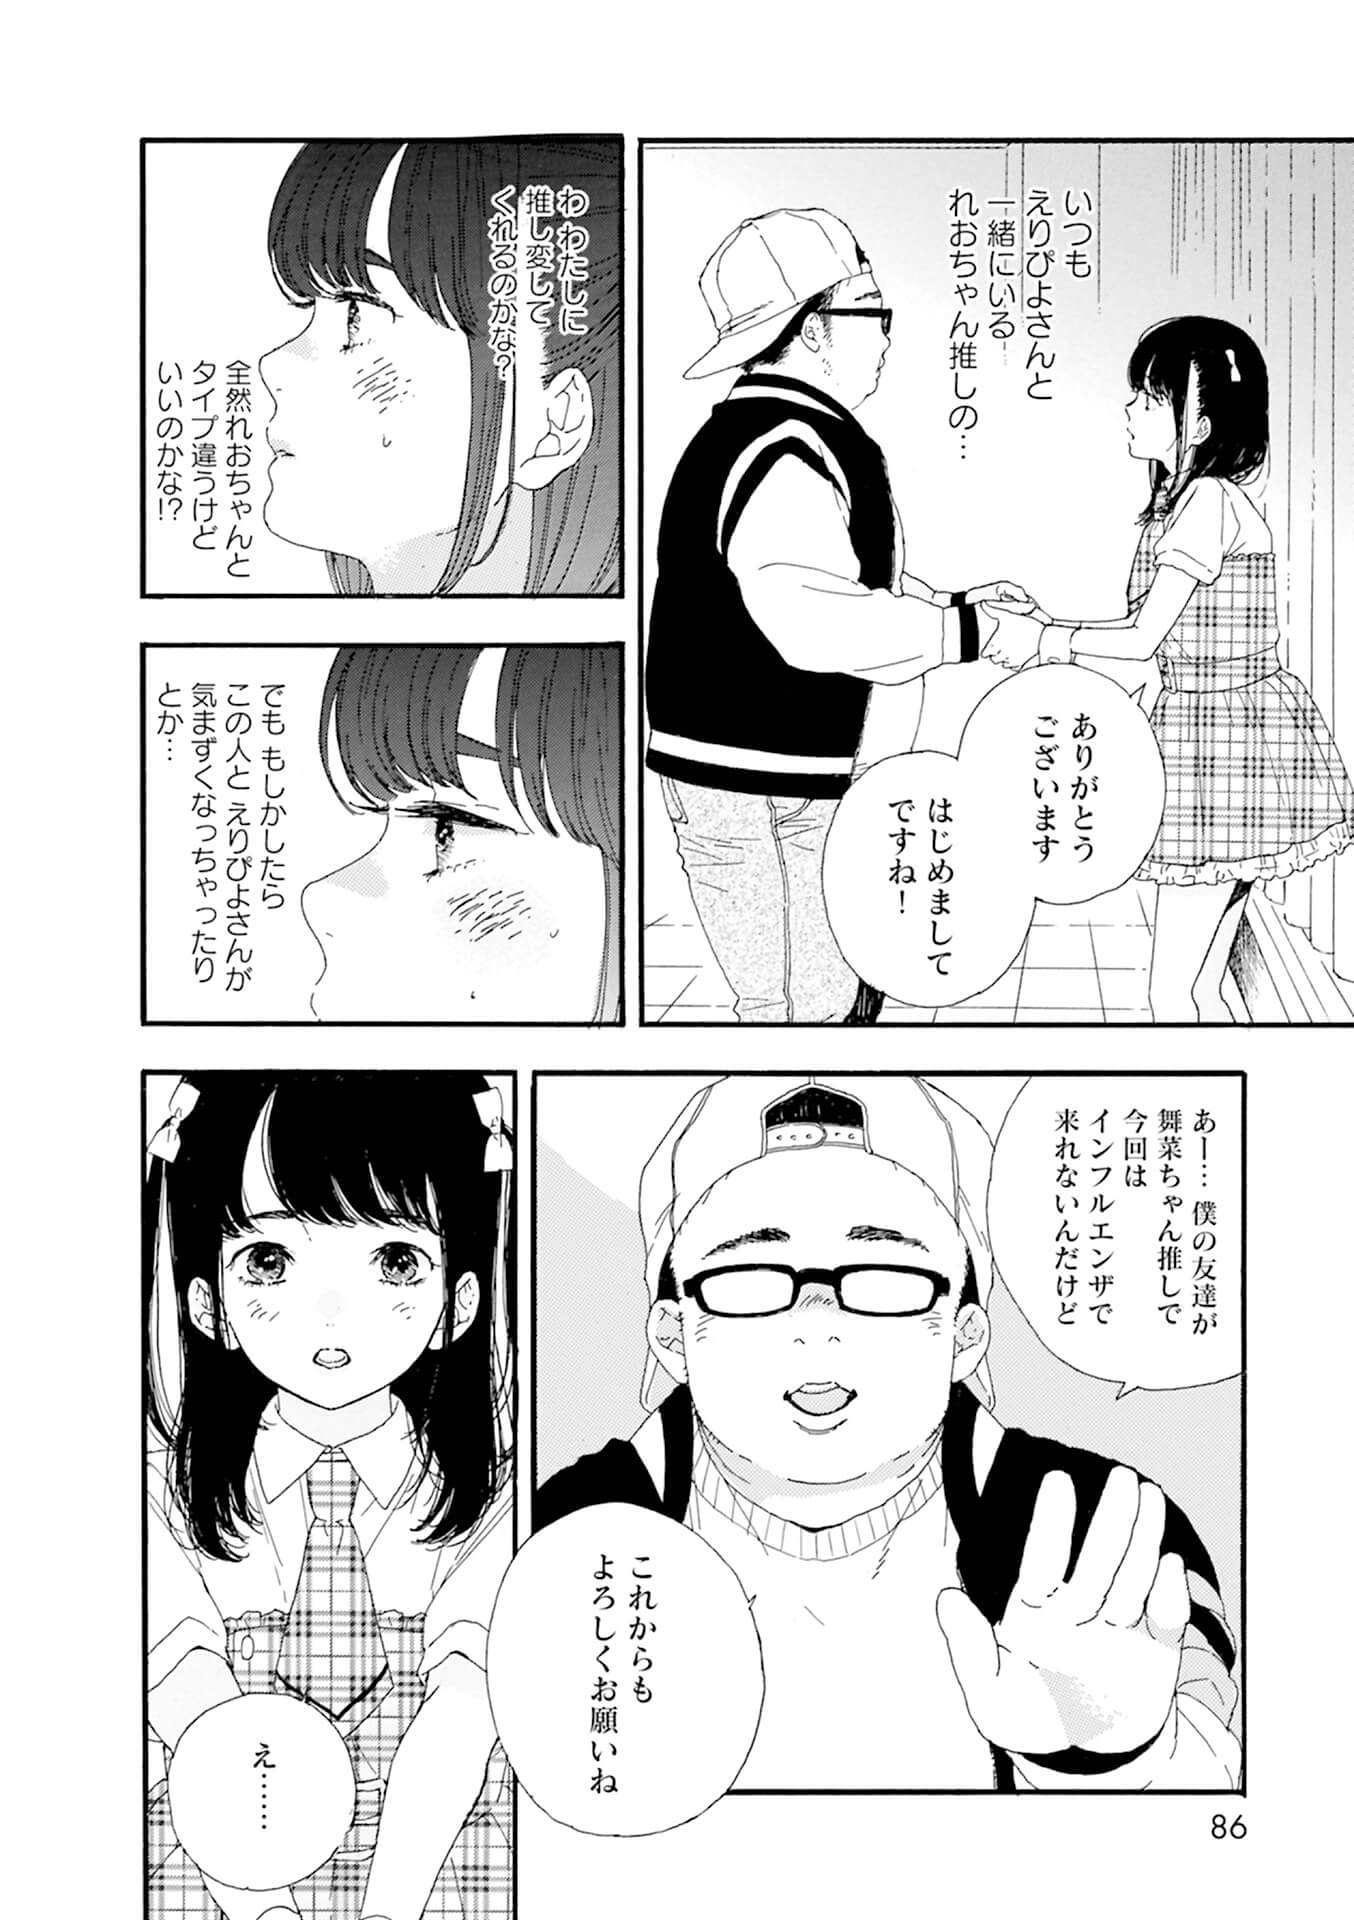 いつも
えりぴよさんと
一緒にいる
れおちゃん推しの…
ありがとう
ございます
はじめまして
ですね！
わ わたしに
推し変して
くれるのかな？
全然れおちゃんと
タイプ違うけど
いいのかな!?
でも もしかしたら
この人と えりぴよさんが
気まずくなっちゃったり
とか…
あー… 僕の友達が
舞菜ちゃん推しで
今回は
インフルエンザで
来れないんだけど
これからも
よろしくお願いね
え……
86